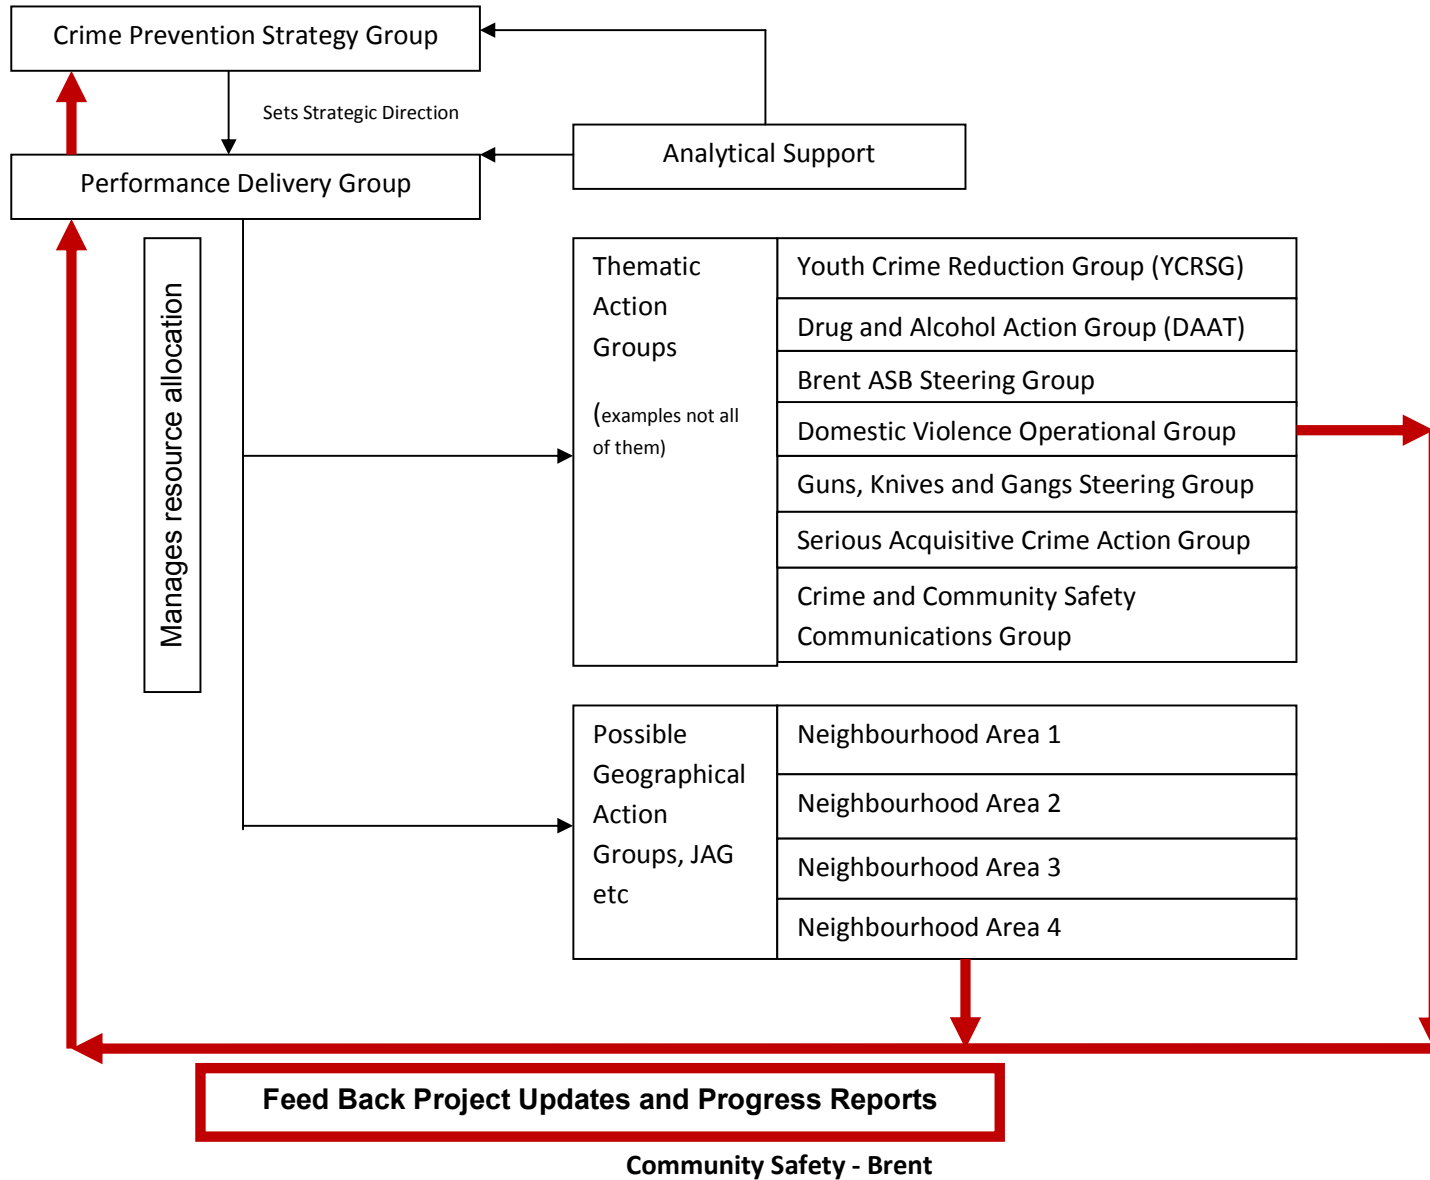 Crime Prevention Strategy Group
Sets Strategic Direction
Analytical Support
Performance Delivery Group
Manages resource allocation
Thematic
Action
Groups
(examples not all
of them)
Youth Crime Reduction Group (YCRSG)
Drug and Alcohol Action Group (DAAT)
Brent ASB Steering Group
Domestic Violence Operational Group
Guns, Knives and Gangs Steering Group
Serious Acquisitive Crime Action Group
Crime and Community Safety
Communications Group
Possible
Geographical
Action
Groups, JAG
etc
Neighbourhood Area 1
Neighbourhood Area 2
Neighbourhood Area 3
Neighbourhood Area 4
Feed Back Project Updates and Progress Reports
Community Safety - Brent